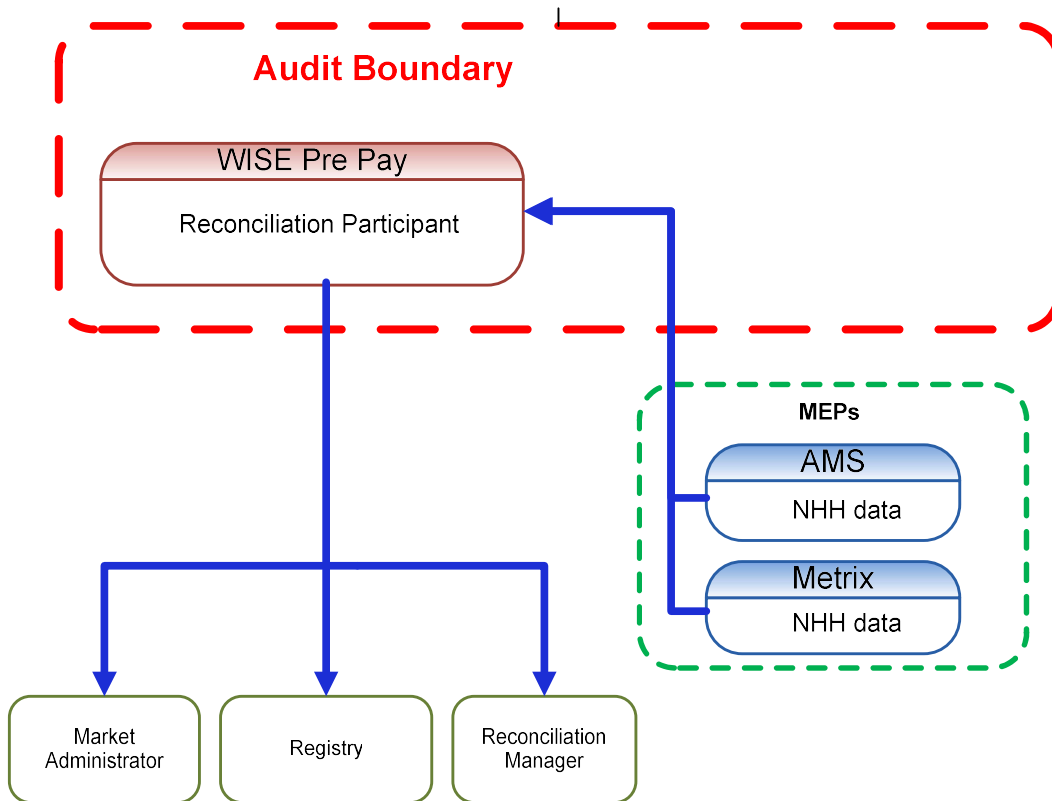 Audit Boundary
WISE Pre Pay
Reconciliation Participant
MEPs
AMS
NHH data
Metrix
NHH data
Market
Administrator
Registry
Reconciliation
Manager